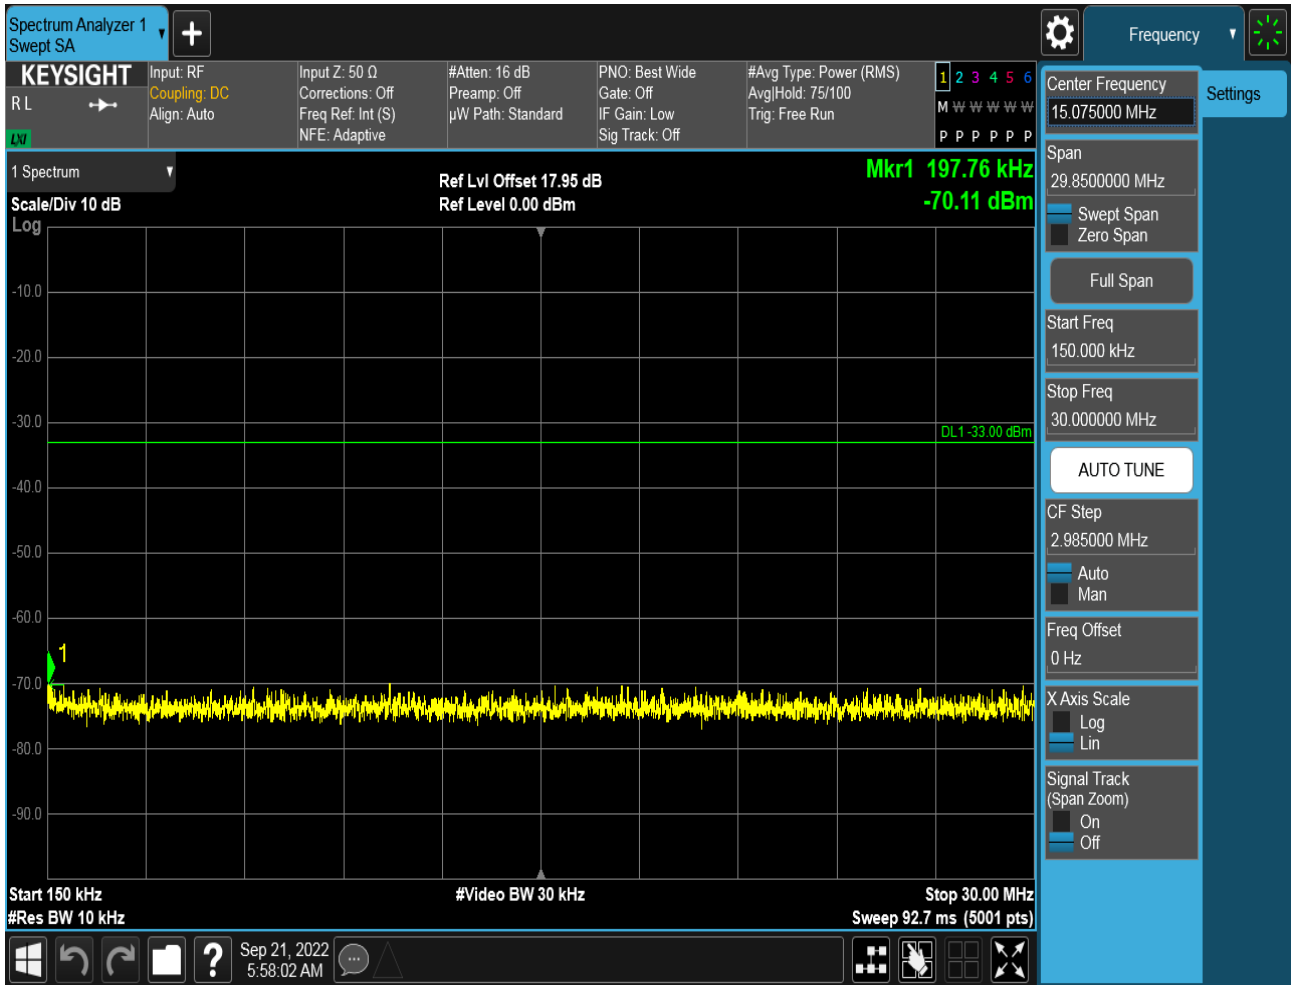 Spectrum Analyzer 1
Swept SA
Frequency
KEYSIGHT
R L
LXI
Input: RF
Coupling: DC
Align: Auto
Input Z: 50 Ω
Corrections: Off
Freq Ref: Int (S)
NFE: Adaptive
#Atten: 16 dB
Preamp: Off
µW Path: Standard
PNO: Best Wide
Gate: Off
IF Gain: Low
Sig Track: Off
#Avg Type: Power (RMS)
Avg|Hold: 75/100
Trig: Free Run
1 2 3 4 5 6
M W W W W W
P P P P P P
1 Spectrum
Scale/Div 10 dB
Log
Ref Lvl Offset 17.95 dB
Ref Level 0.00 dBm
Mkr1 197.76 kHz
-70.11 dBm
-10.0
-20.0
-30.0
DL1 -33.00 dBm
-40.0
-50.0
-60.0
1
-70.0
-80.0
-90.0
Start 150 kHz
#Video BW 30 kHz
Stop 30.00 MHz
#Res BW 10 kHz
Sweep 92.7 ms (5001 pts)
?
Sep 21, 2022
5:58:02 AM
Center Frequency
15.075000 MHz
Settings
Span
29.8500000 MHz
Swept Span
Zero Span
Full Span
Start Freq
150.000 kHz
Stop Freq
30.000000 MHz
AUTO TUNE
CF Step
2.985000 MHz
Auto
Man
Freq Offset
0 Hz
X Axis Scale
Log
Lin
Signal Track
(Span Zoom)
On
Off